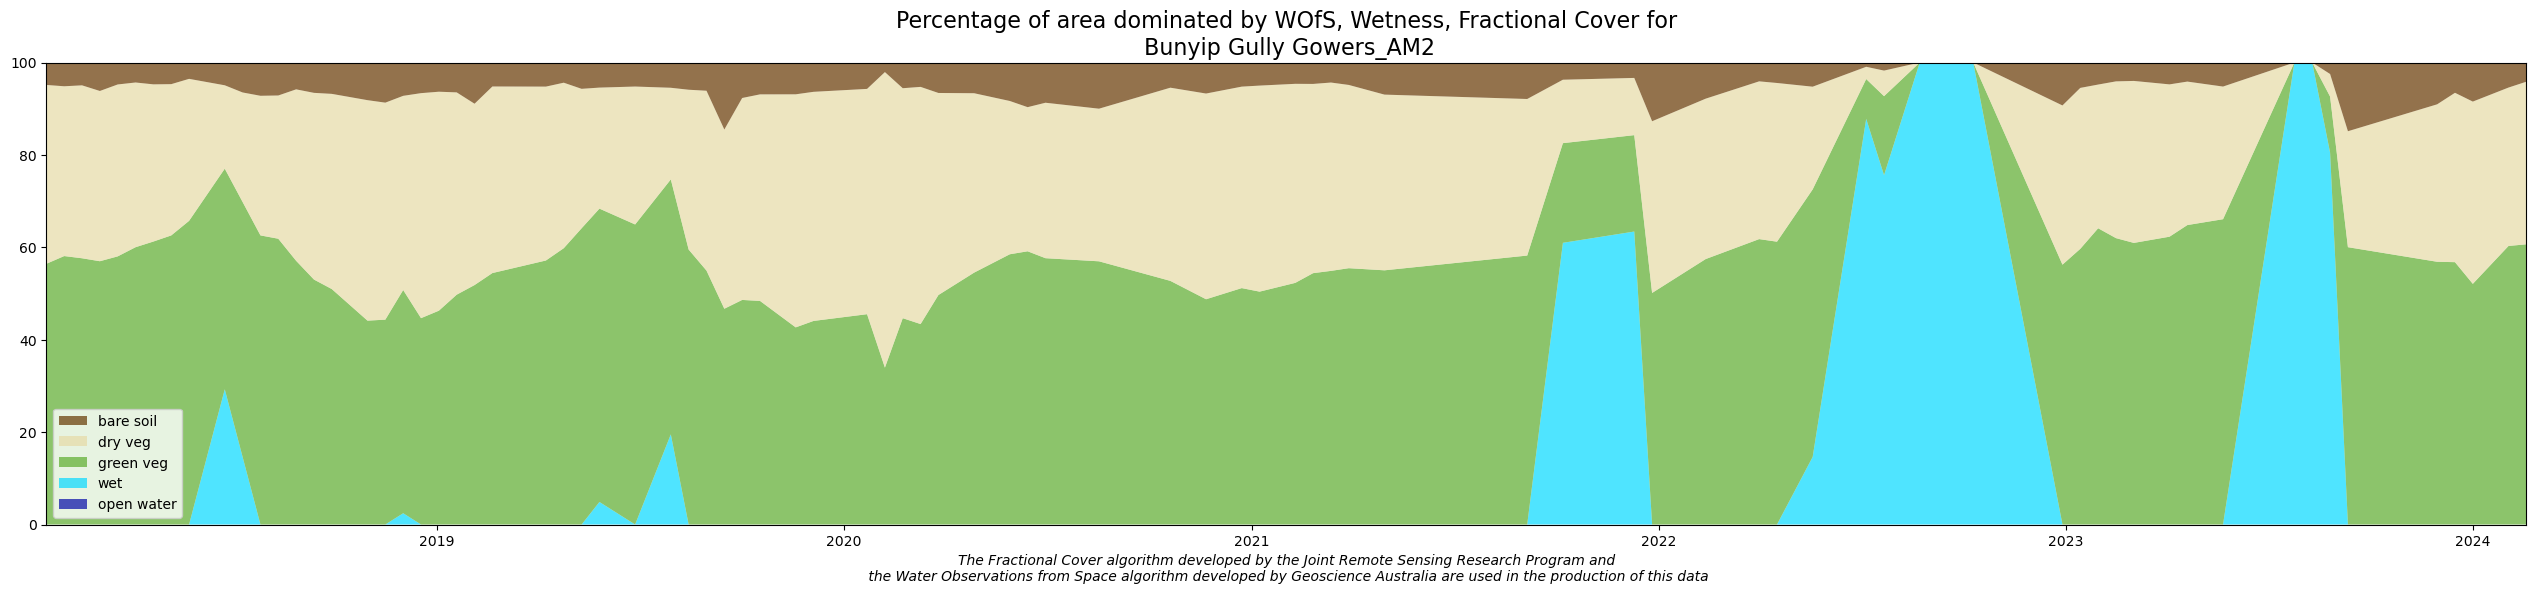 Percentage of area dominated by WOfS, Wetness, Fractional Cover for
Bunyip Gully Gowers_AM2
100
80
60
40
20
0
bare soil
dry veg
green veg
wet
open water
2019 2020 2021 2022 2023 2024
The Fractional Cover algorithm developed by the Joint Remote Sensing Research Program and
the Water Observations from Space algorithm developed by Geoscience Australia are used in the production of this data